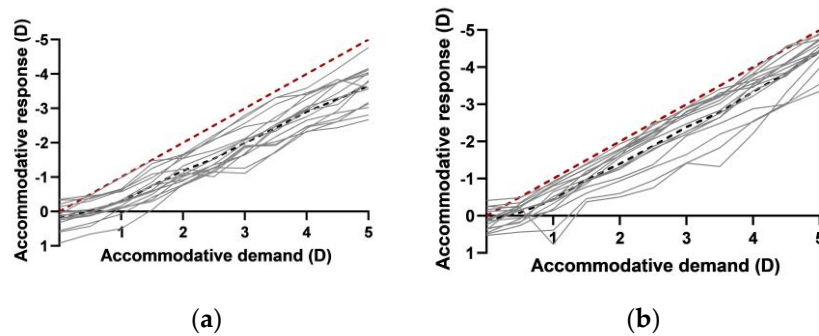 Accommodative response (D)
-5
-4
-3
-2
-1
0
1
1 2 3 4 5
Accommodative demand (D)
(a)
Accommodative response (D)
-5
-4
-3
-2
-1
0
1
1 2 3 4 5
Accommodative demand (D)
(b)